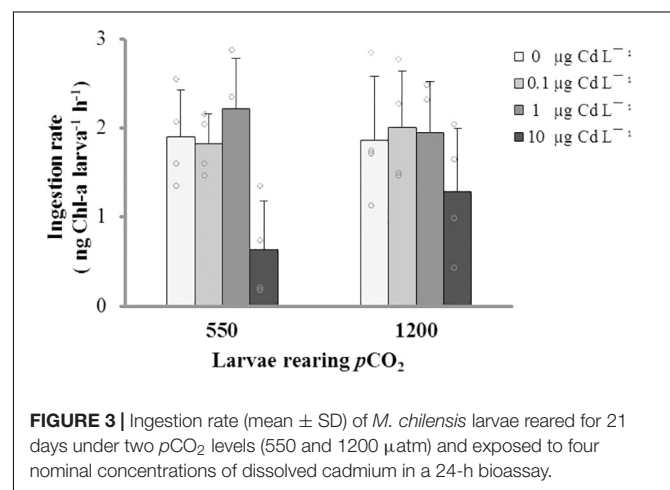 3
2
1
0
Ingestion rate
( ng Chl-a larva⁻¹ h⁻¹)
0 µg Cd L⁻¹
0.1 µg Cd L⁻¹
1 µg Cd L⁻¹
10 µg Cd L⁻¹
550 1200
Larvae rearing pCO₂
FIGURE 3 | Ingestion rate (mean ± SD) of M. chilensis larvae reared for 21
days under two pCO₂ levels (550 and 1200 µatm) and exposed to four
nominal concentrations of dissolved cadmium in a 24-h bioassay.